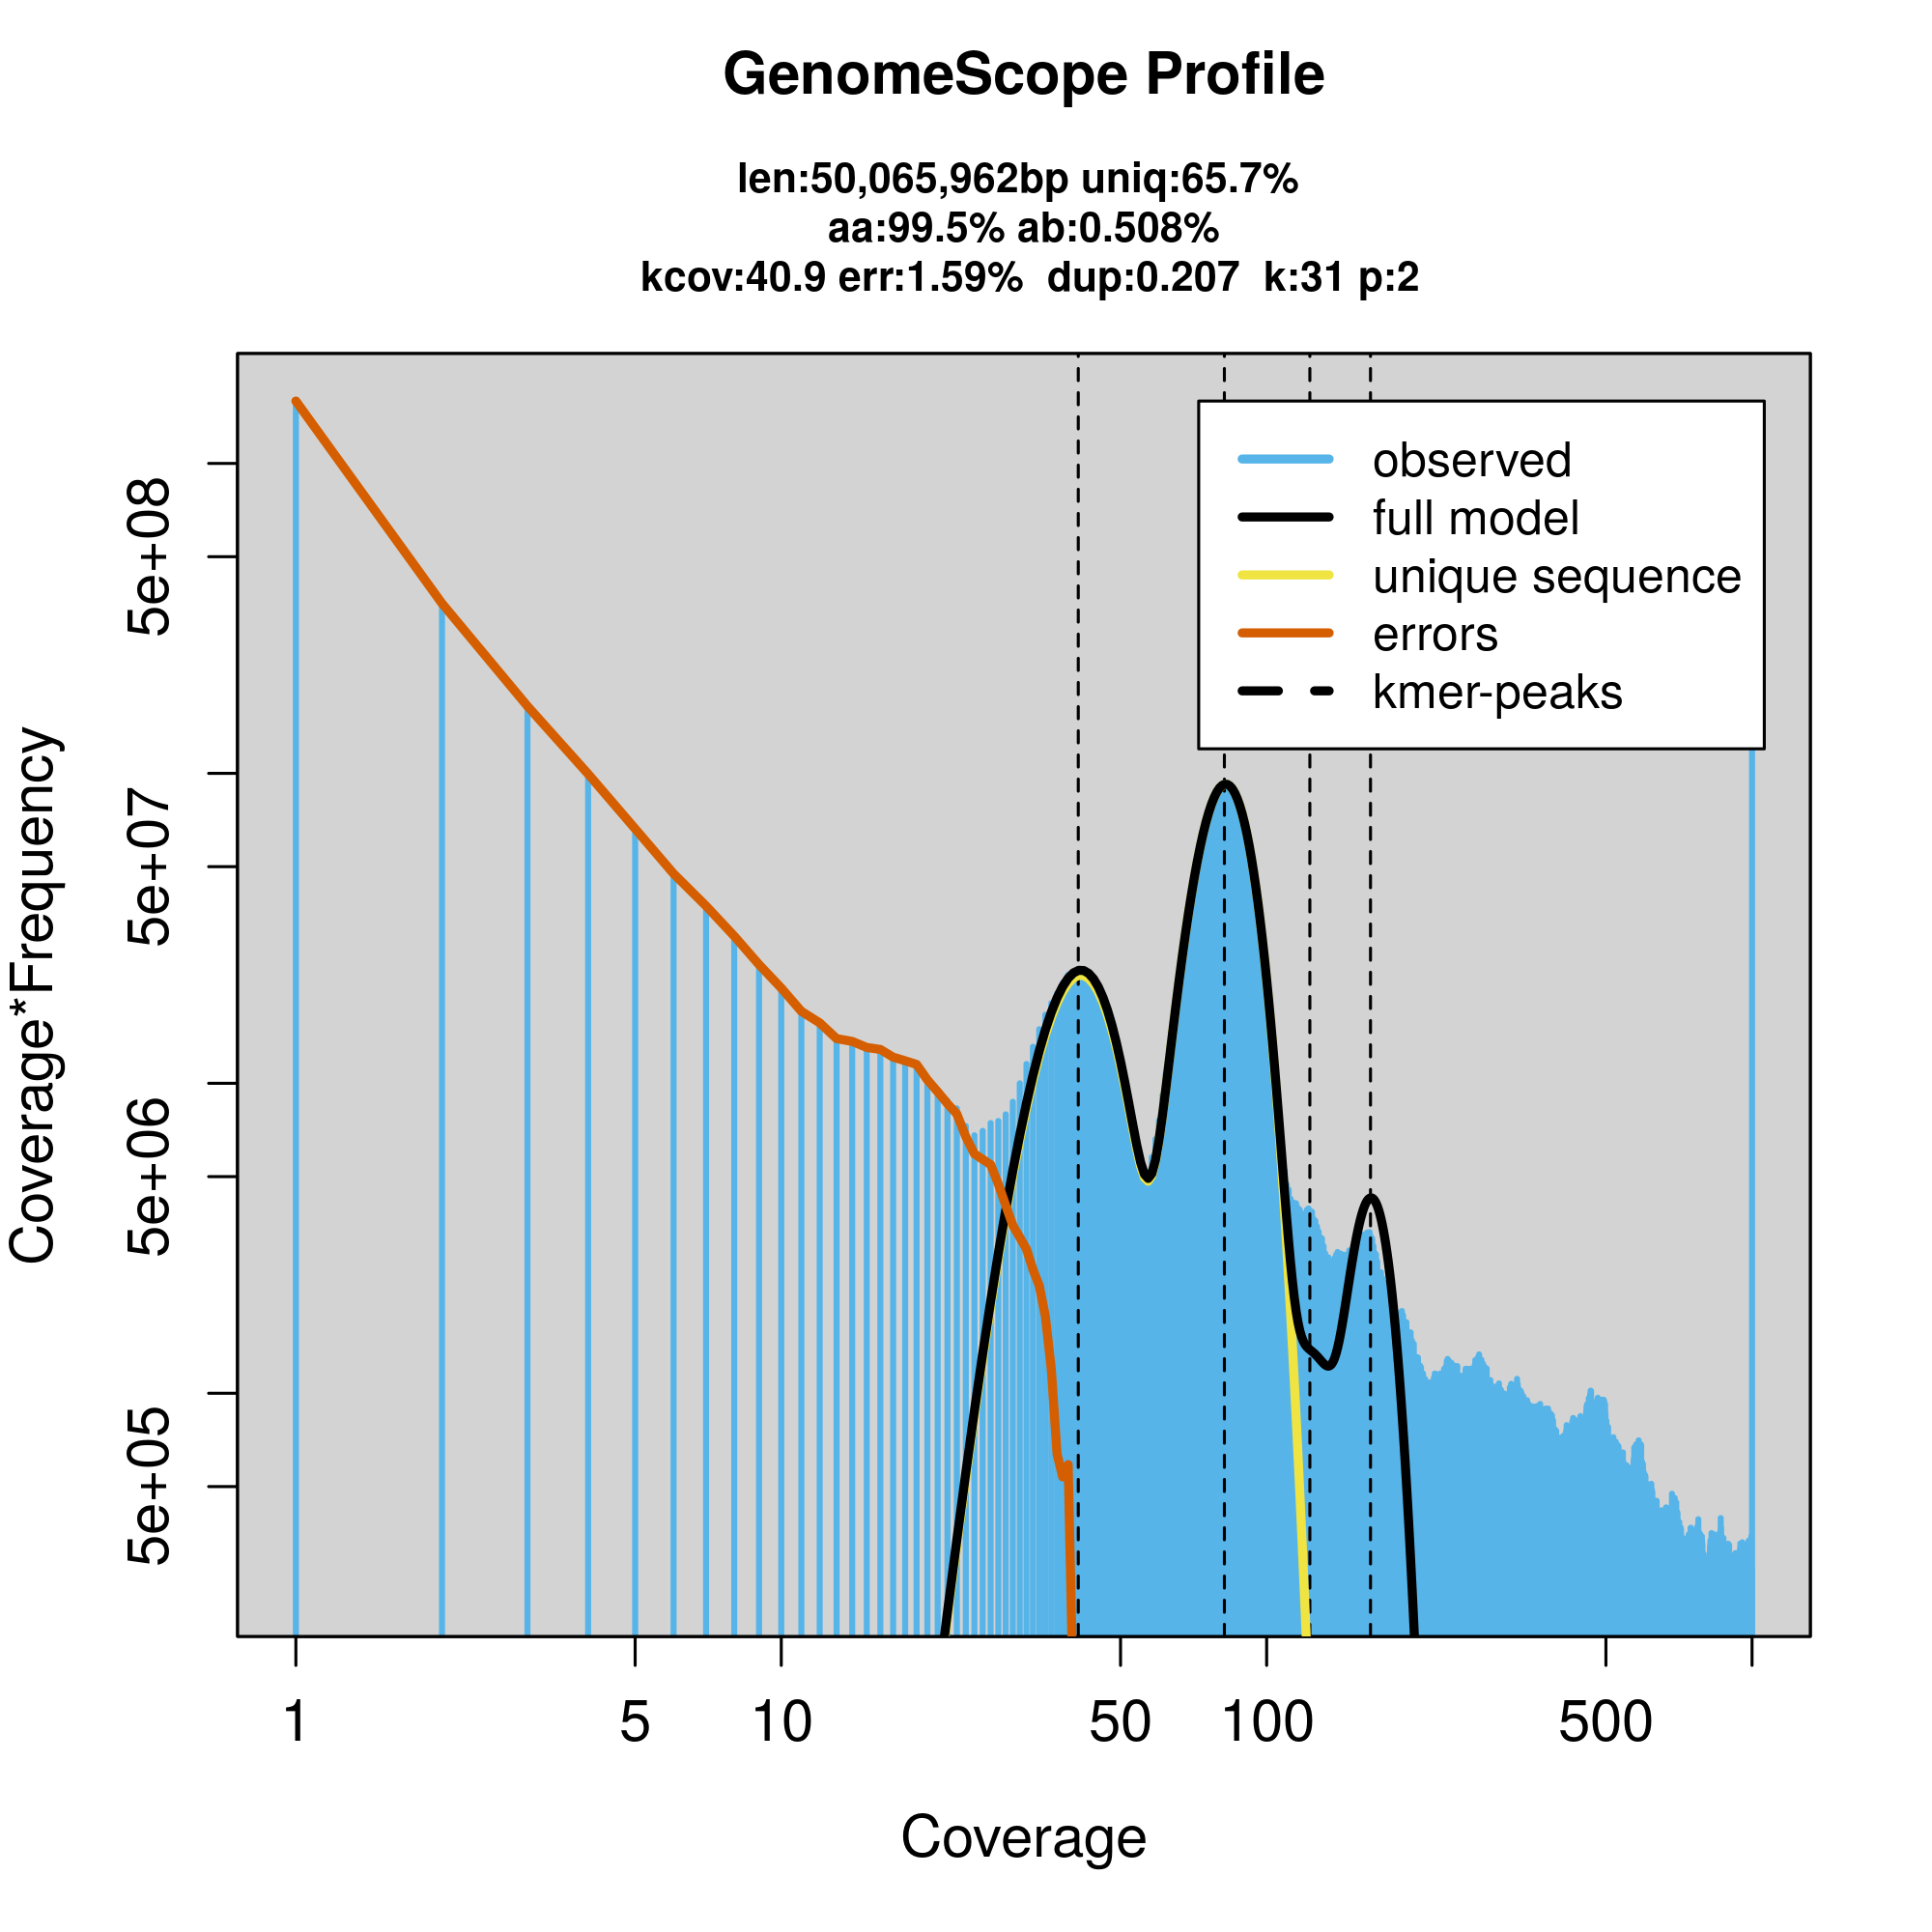 GenomeScope Profile
len:50,065,962bp uniq:65.7%
aa:99.5% ab:0.508%
kcov:40.9 err:1.59%  dup:0.207  k:31 p:2
observed
full model
unique sequence
errors
kmer-peaks
Coverage*Frequency
5e+08
5e+07
5e+06
5e+05
1 5 10 50 100 500
Coverage